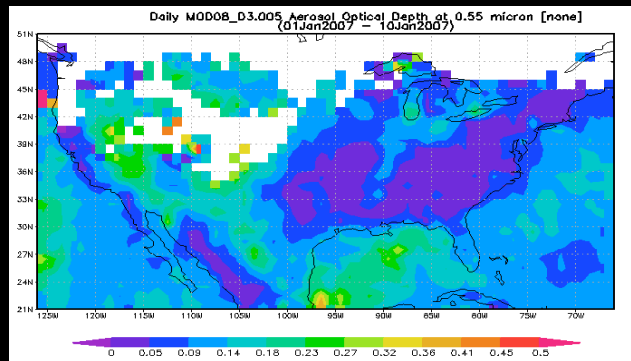 Daily MOD08_D3.005 Aerosol Optical Depth at 0.55 micron [none]
(01Jan2007 — 10Jan2007)
51N
48N
45N
42N
39N
36N
33N
30N
27N
24N
21N
125W 120W 115W 110W 105W 100W 95W 90W 85W 80W 75W 70W
0 0.05 0.09 0.14 0.18 0.23 0.27 0.32 0.36 0.41 0.45 0.5